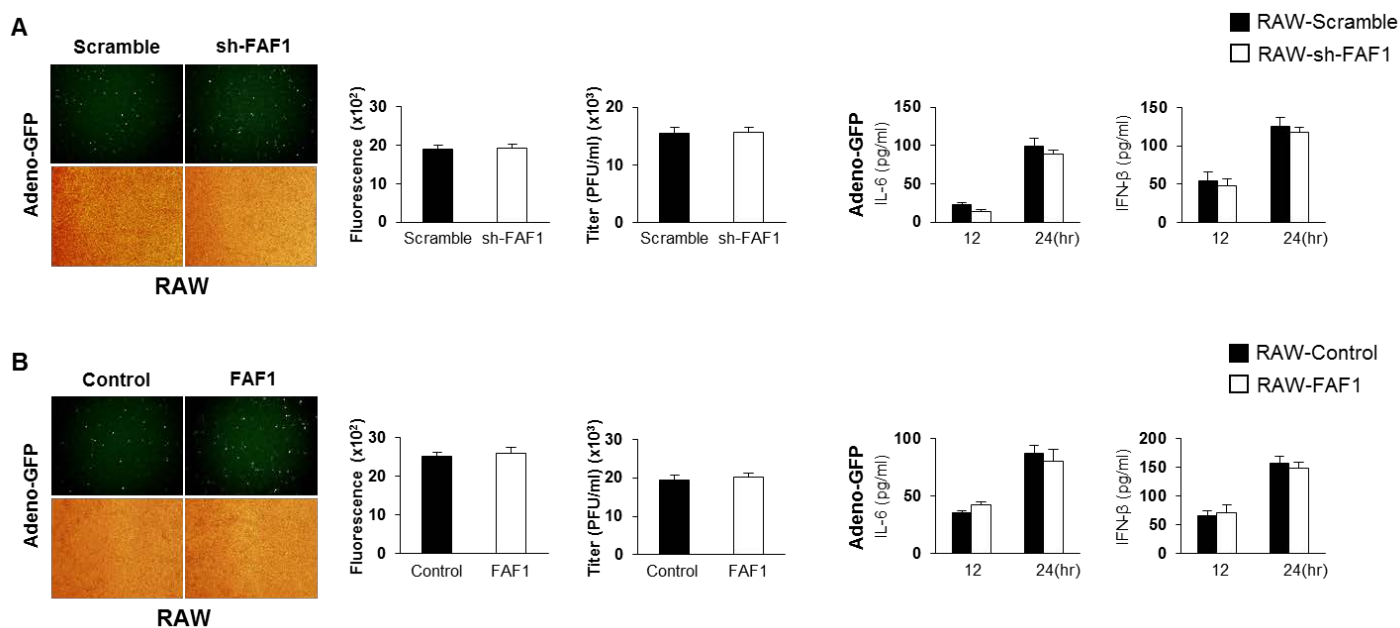 A
Scramble
sh-FAF1
Adeno-GFP
RAW
Fluorescence (x10²)
30
20
10
0
Scramble sh-FAF1
Titer (PFU/ml) (x10³)
20
10
0
Scramble sh-FAF1
Adeno-GFP
IL-6 (pg/ml)
150
100
50
0
12 24(hr)
IFN-β (pg/ml)
150
100
50
0
12 24(hr)
RAW-Scramble
RAW-sh-FAF1
B
Control
FAF1
Adeno-GFP
RAW
Fluorescence (x10²)
30
20
10
0
Control FAF1
Titer (PFU/ml) (x10³)
30
20
10
0
Control FAF1
Adeno-GFP
IL-6 (pg/ml)
100
50
0
12 24(hr)
IFN-β (pg/ml)
200
150
100
50
0
12 24(hr)
RAW-Control
RAW-FAF1